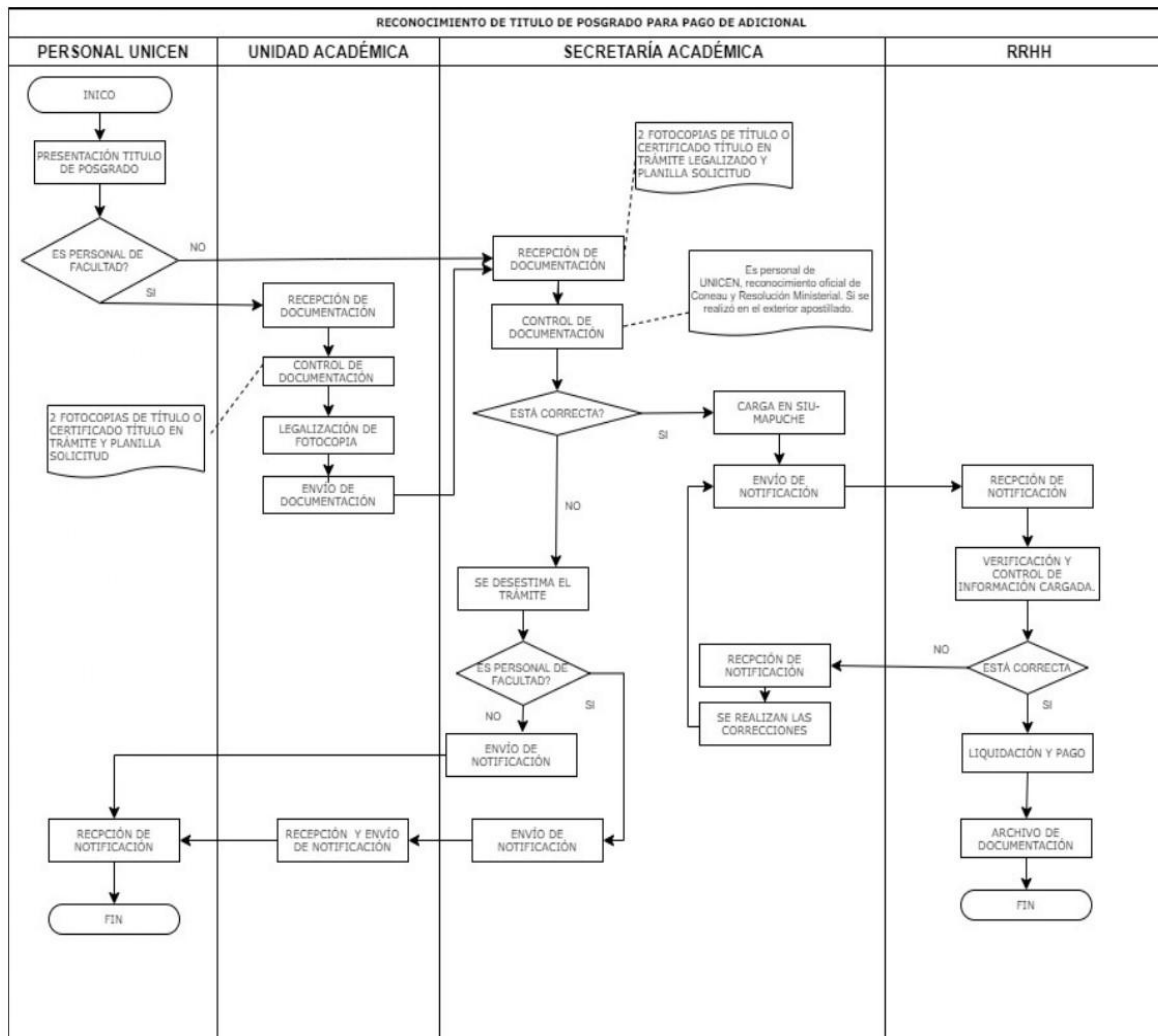 RECONOCIMIENTO DE TITULO DE POSGRADO PARA PAGO DE ADICIONAL
PERSONAL UNICEN
UNIDAD ACADÉMICA
SECRETARÍA ACADÉMICA
RRHH
INICO
PRESENTACIÓN TITULO
DE POSGRADO
ES PERSONAL DE
FACULTAD?
NO
SI
RECEPCIÓN DE
DOCUMENTACIÓN
CONTROL DE
DOCUMENTACIÓN
2 FOTOCOPIAS DE TÍTULO O
CERTIFICADO TÍTULO EN
TRÁMITE Y PLANILLA
SOLICITUD
LEGALIZACIÓN DE
FOTOCOPIA
ENVÍO DE
DOCUMENTACIÓN
2 FOTOCOPIAS DE TÍTULO O
CERTIFICADO TÍTULO EN
TRÁMITE LEGALIZADO Y
PLANILLA SOLICITUD
RECEPCIÓN DE
DOCUMENTACIÓN
Es personal de
UNICEN, reconocimiento oficial de
Coneau y Resolución Ministerial. Si se
realizó en el exterior apostillado.
CONTROL DE
DOCUMENTACIÓN
ESTÁ CORRECTA?
SI
NO
CARGA EN SIU-
MAPUCHE
ENVÍO DE
NOTIFICACIÓN
RECPCIÓN DE
NOTIFICACIÓN
VERIFICACIÓN Y
CONTROL DE
INFORMACIÓN CARGADA.
ESTÁ CORRECTA
NO
SI
RECPCIÓN DE
NOTIFICACIÓN
SE REALIZAN LAS
CORRECCIONES
LIQUIDACIÓN Y PAGO
ARCHIVO DE
DOCUMENTACIÓN
FIN
SE DESESTIMA EL
TRÁMITE
ES PERSONAL DE
FACULTAD?
SI
NO
ENVÍO DE
NOTIFICACIÓN
ENVÍO DE
NOTIFICACIÓN
RECEPCIÓN Y ENVÍO
DE NOTIFICACIÓN
RECPCIÓN DE
NOTIFICACIÓN
FIN